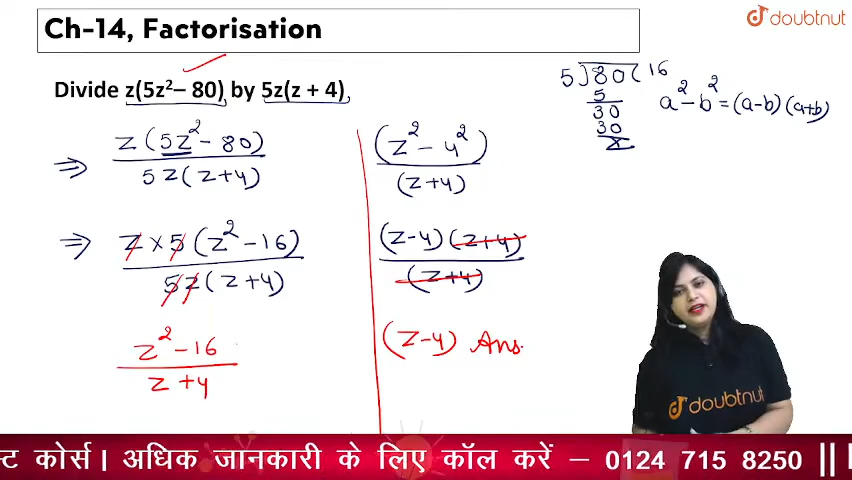 Ch-14, Factorisation
doubtnut
Divide z(5z²– 80) by 5z(z + 4)
5)80(16
5
30
30
x
a² - b² = (a-b)(a+b)
⇒ z(5z² - 80) / 5z(z+4)
⇒ z×5(z² - 16) / 5z(z+4)
z² - 16 / z+4
(z² - 4²) / (z+4)
(z-4)(z+4) / (z+4)
(z-4) Ans.
doubtnut
स्ट कोर्स। अधिक जानकारी के लिए कॉल करें – 0124 715 8250 ||